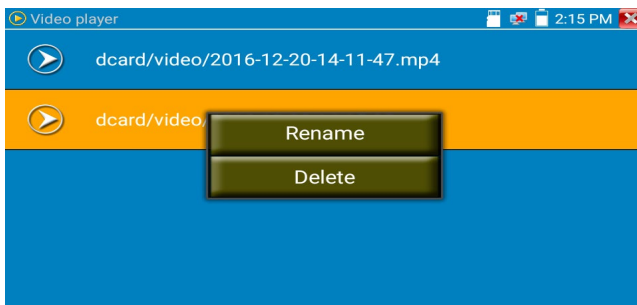 Video player
2:15 PM
dcard/video/2016-12-20-14-11-47.mp4
dcard/video/
Rename
Delete